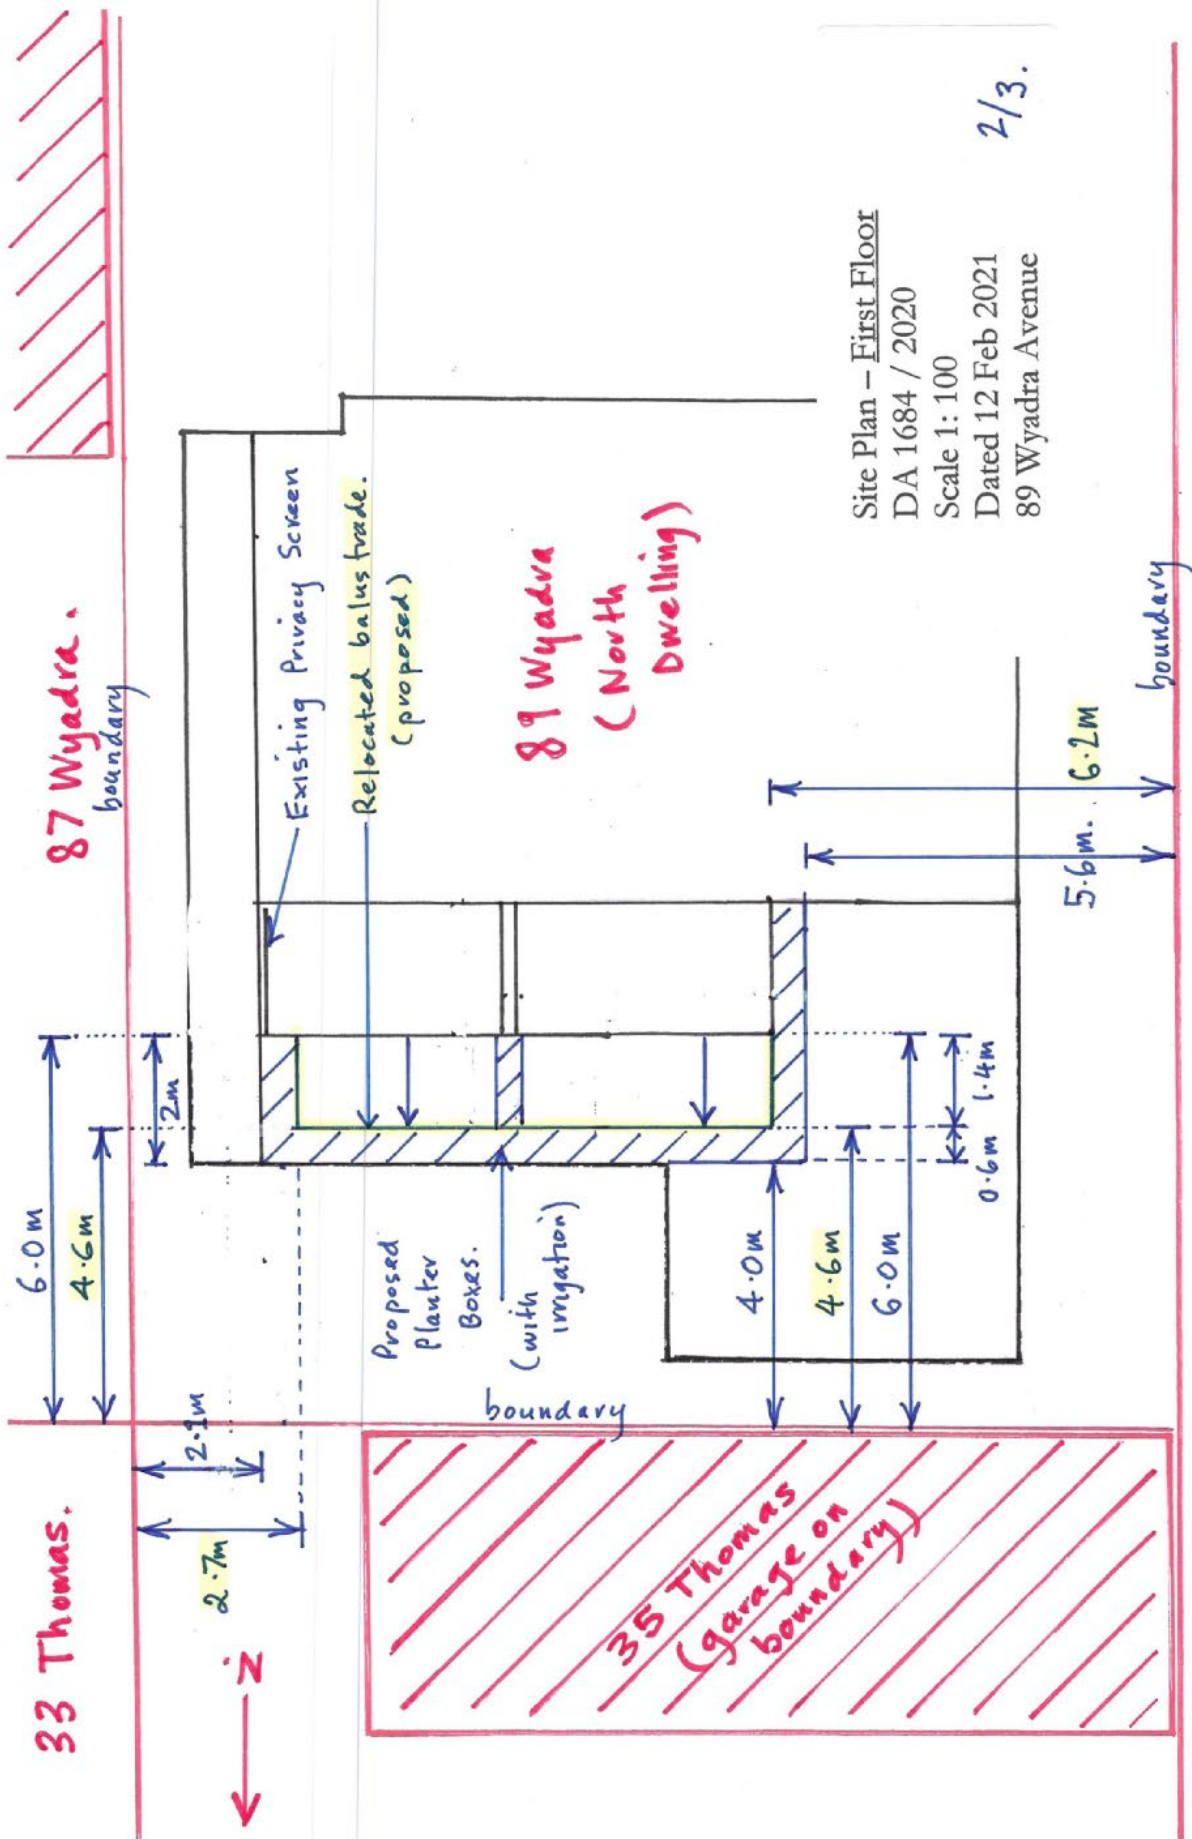 33 Thomas.
87 Wyadra.
boundary
6.0m
4.6m
2m
2.7m
N
Existing Privacy Screen
Relocated balustrade.
(proposed)
Proposed
Planter
Boxes.
(with
irrigation)
89 Wyadra
(North
Dwelling)
boundary
4.0m
4.6m
6.0m
0.6m
1.4m
5.6m.
6.2m
boundary
35 Thomas
(garage on
boundary)
Site Plan – First Floor
DA 1684 / 2020
Scale 1: 100
Dated 12 Feb 2021
89 Wyadra Avenue
2/3.